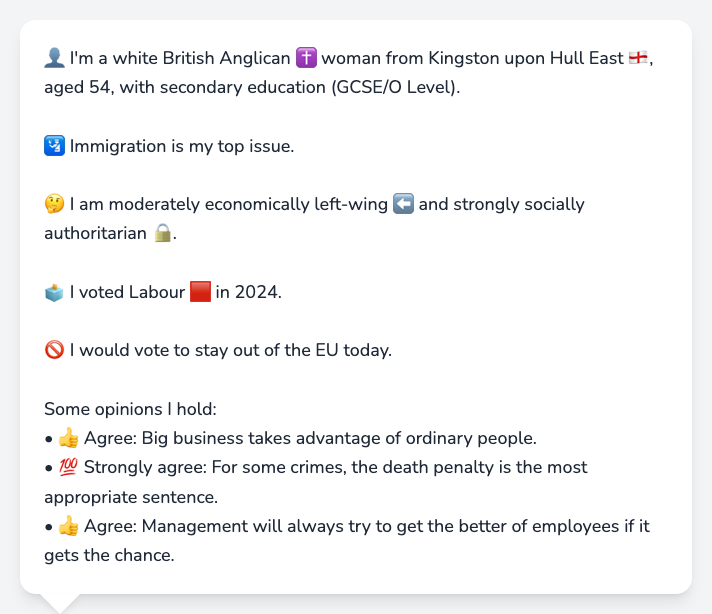 👤 I'm a white British Anglican ✝️ woman from Kingston upon Hull East 🏴󠁧󠁢󠁥󠁮󠁧󠁿,
aged 54, with secondary education (GCSE/O Level).
🛂 Immigration is my top issue.
🤔 I am moderately economically left-wing ⬅️ and strongly socially
authoritarian 🔒.
🗳️ I voted Labour 🟥 in 2024.
🚫 I would vote to stay out of the EU today.
Some opinions I hold:
• 👍 Agree: Big business takes advantage of ordinary people.
• 💯 Strongly agree: For some crimes, the death penalty is the most
appropriate sentence.
• 👍 Agree: Management will always try to get the better of employees if it
gets the chance.